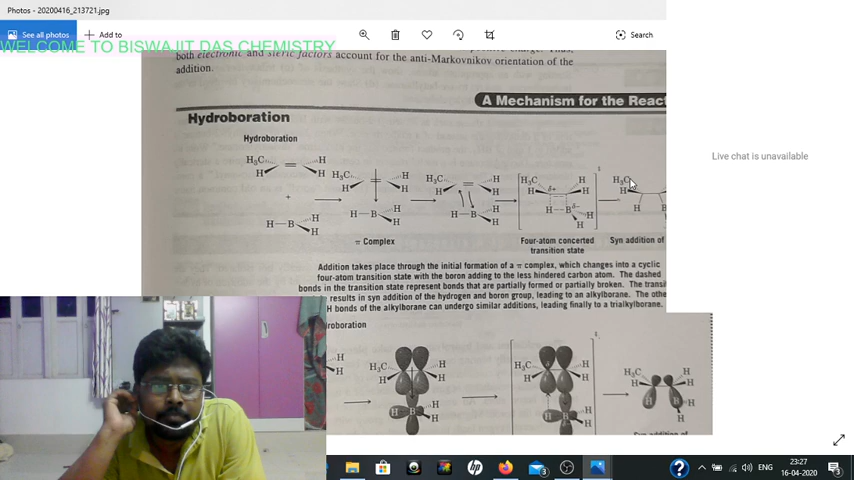 Photos - 20200416_213721.jpg
See all photos
Add to
Search
WELCOME TO BISWAJIT DAS CHEMISTRY
both electronic and steric factors account for the anti-Markovnikov orientation of the
addition.
A Mechanism for the Reac
Hydroboration
Hydroboration
H₃C H
H H
+
H—B H
H
H₃C H
H H
H—B H
H
π Complex
H₃C H
H H
H—B H
H
H₃C H
H δ+ H
H---B δ- H
H
‡
Four-atom concerted
transition state
H₃C
H
H B
Syn addition of
Live chat is unavailable
Addition takes place through the initial formation of a π complex, which changes into a cyclic
four-atom transition state with the boron adding to the less hindered carbon atom. The dashed
bonds in the transition state represent bonds that are partially formed or partially broken. The transi
results in syn addition of the hydrogen and boron group, leading to an alkylborane. The othe
H bonds of the alkylborane can undergo similar additions, leading finally to a trialkylborane.
roboration
H
H
H₃C H
H H
H B H
H
H₃C H
H H
H B H
H
‡
H₃C H
H H
H B H
H
ENG
23:27
16-04-2020